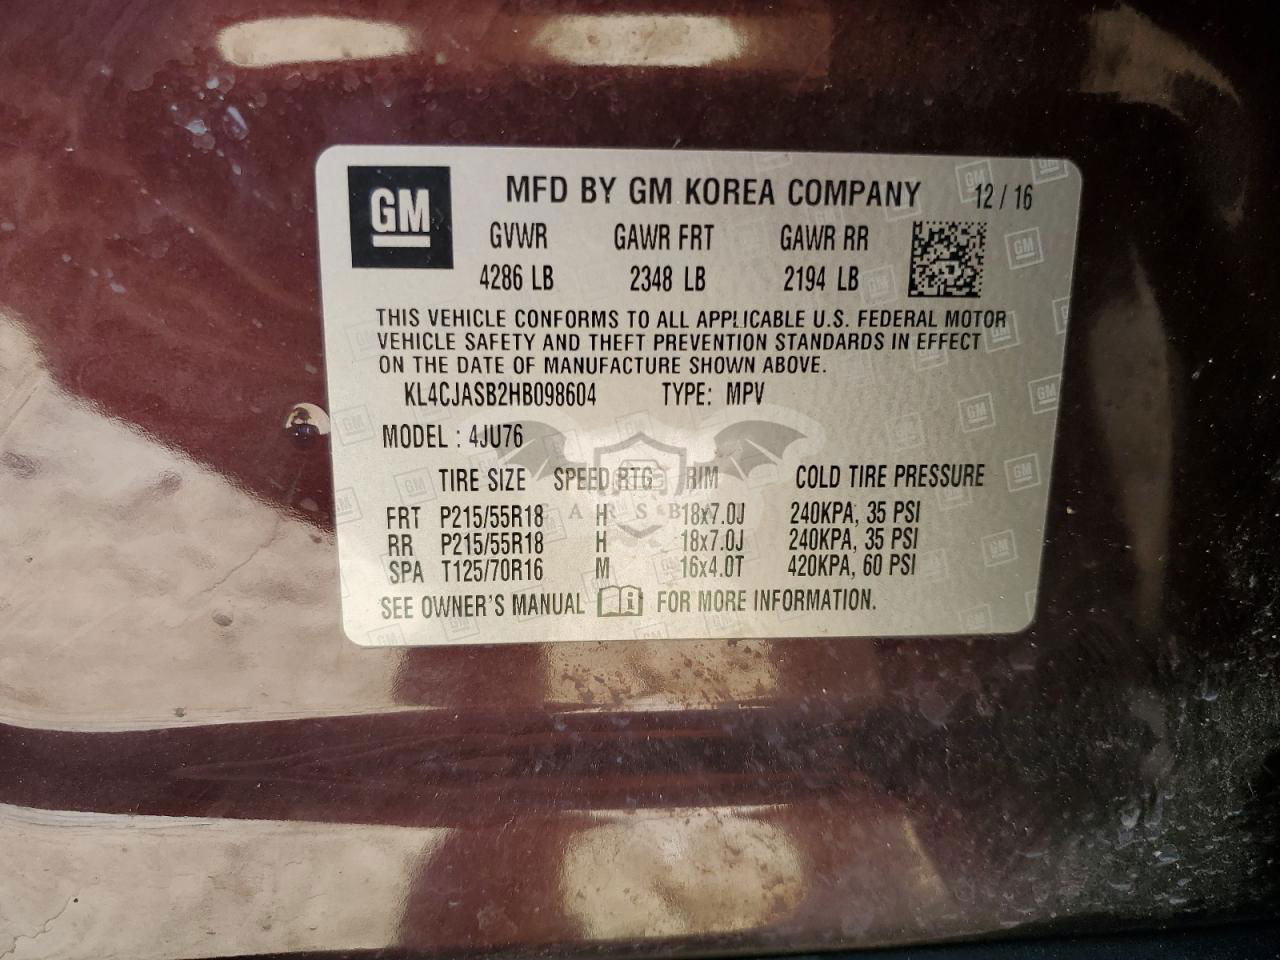 GM
MFD BY GM KOREA COMPANY 12 / 16
GVWR GAWR FRT GAWR RR
4286 LB 2348 LB 2194 LB
THIS VEHICLE CONFORMS TO ALL APPLICABLE U.S. FEDERAL MOTOR
VEHICLE SAFETY AND THEFT PREVENTION STANDARDS IN EFFECT
ON THE DATE OF MANUFACTURE SHOWN ABOVE.
KL4CJASB2HB098604 TYPE: MPV
MODEL : 4JU76
TIRE SIZE SPEED RTG RIM COLD TIRE PRESSURE
FRT P215/55R18 H 18x7.0J 240KPA, 35 PSI
RR P215/55R18 H 18x7.0J 240KPA, 35 PSI
SPA T125/70R16 M 16x4.0T 420KPA, 60 PSI
SEE OWNER'S MANUAL i FOR MORE INFORMATION.